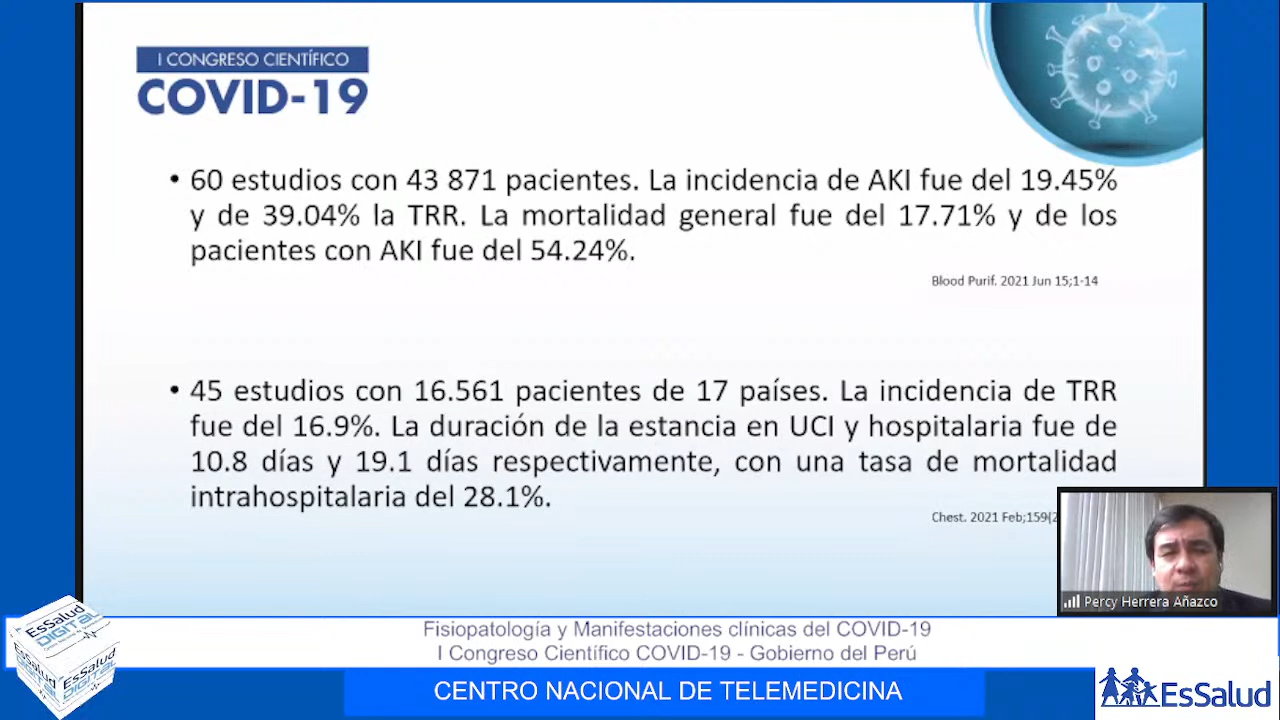 I CONGRESO CIENTÍFICO
COVID-19
• 60 estudios con 43 871 pacientes. La incidencia de AKI fue del 19.45%
y de 39.04% la TRR. La mortalidad general fue del 17.71% y de los
pacientes con AKI fue del 54.24%.
Blood Purif. 2021 Jun 15;1-14
• 45 estudios con 16.561 pacientes de 17 países. La incidencia de TRR
fue del 16.9%. La duración de la estancia en UCI y hospitalaria fue de
10.8 días y 19.1 días respectivamente, con una tasa de mortalidad
intrahospitalaria del 28.1%.
Chest. 2021 Feb;159(2
Percy Herrera Añazco
EsSalud
DIGITAL
EsSalud
DIGITAL
EsSalud
DIGITAL
Fisiopatología y Manifestaciones clínicas del COVID-19
I Congreso Científico COVID-19 - Gobierno del Perú
CENTRO NACIONAL DE TELEMEDICINA
EsSalud